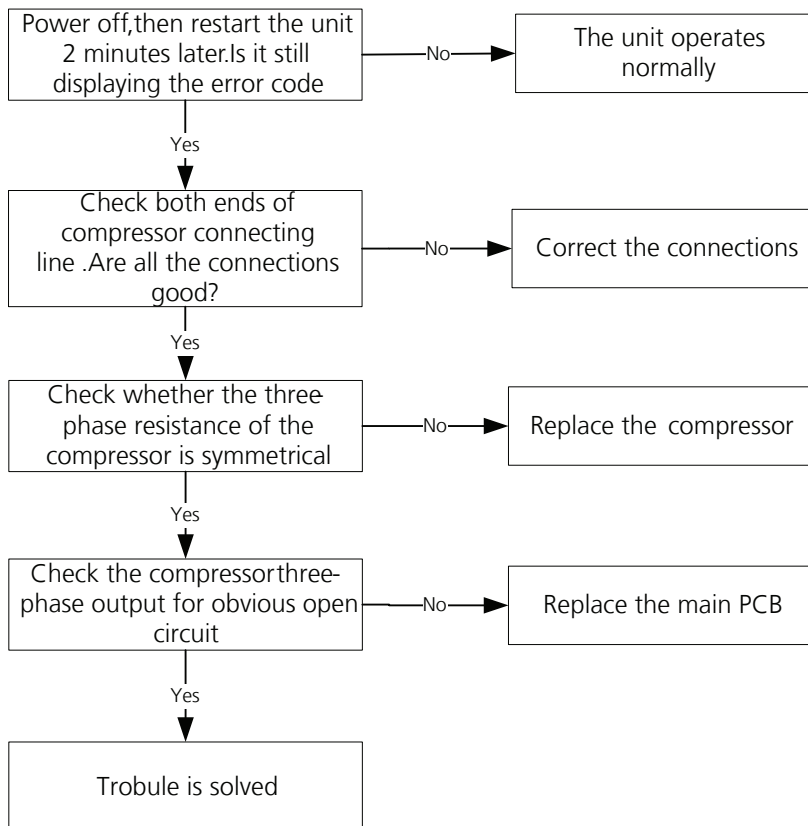 Power off,then restart the unit
2 minutes later.Is it still
displaying the error code
No
The unit operates
normally
Yes
Check both ends of
compressor connecting
line .Are all the connections
good?
No
Correct the connections
Yes
Check whether the three-
phase resistance of the
compressor is symmetrical
No
Replace the compressor
Yes
Check the compressorthree-
phase output for obvious open
circuit
No
Replace the main PCB
Yes
Trobule is solved